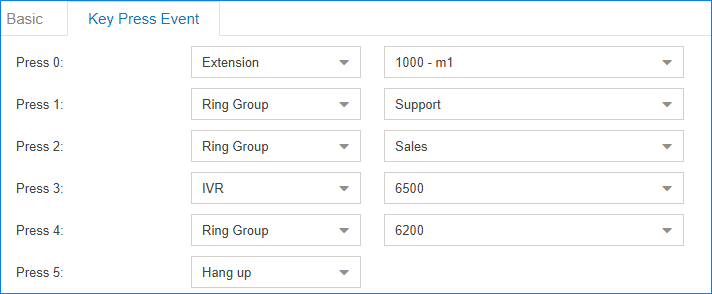 Basic Key Press Event
Press 0: Extension 1000 - m1
Press 1: Ring Group Support
Press 2: Ring Group Sales
Press 3: IVR 6500
Press 4: Ring Group 6200
Press 5: Hang up